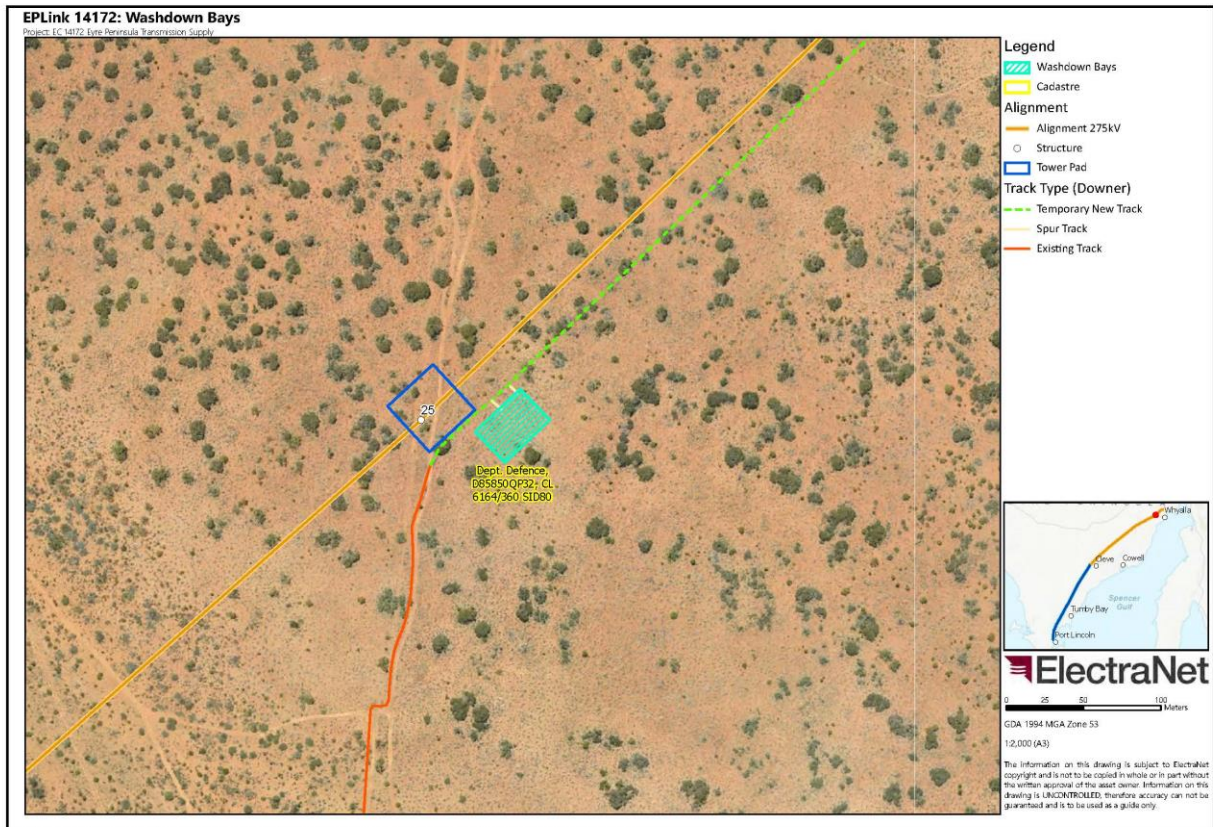 EPLink 14172: Washdown Bays
Project: EC 14172 Eyre Peninsula Transmission Supply
25
Dept. Defence,
D85850QP32, CL
6164/360 SID80
Legend
Washdown Bays
Cadastre
Alignment
Alignment 275kV
Structure
Tower Pad
Track Type (Downer)
Temporary New Track
Spur Track
Existing Track
Whyalla
Cleve
Cowell
Spencer
Gulf
Tumby Bay
Port Lincoln
ElectraNet
0 25 50 100
Meters
GDA 1994 MGA Zone 53
1:2,000 (A3)
The information on this drawing is subject to ElectraNet
copyright and is not to be copied in whole or in part without
the written approval of the asset owner. Information on this
drawing is UNCONTROLLED, therefore accuracy can not be
guaranteed and is to be used as a guide only.